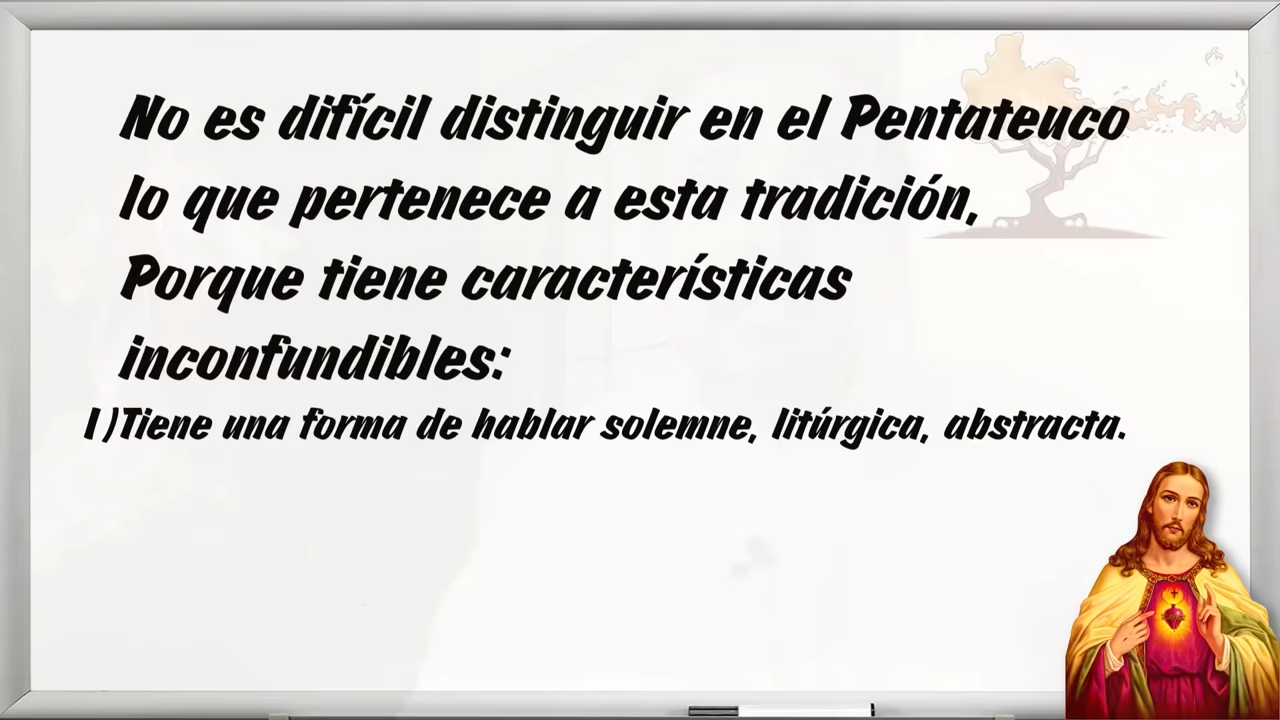 No es difícil distinguir en el Pentateuco
lo que pertenece a esta tradición,
Porque tiene características
inconfundibles:
1)Tiene una forma de hablar solemne, litúrgica, abstracta.